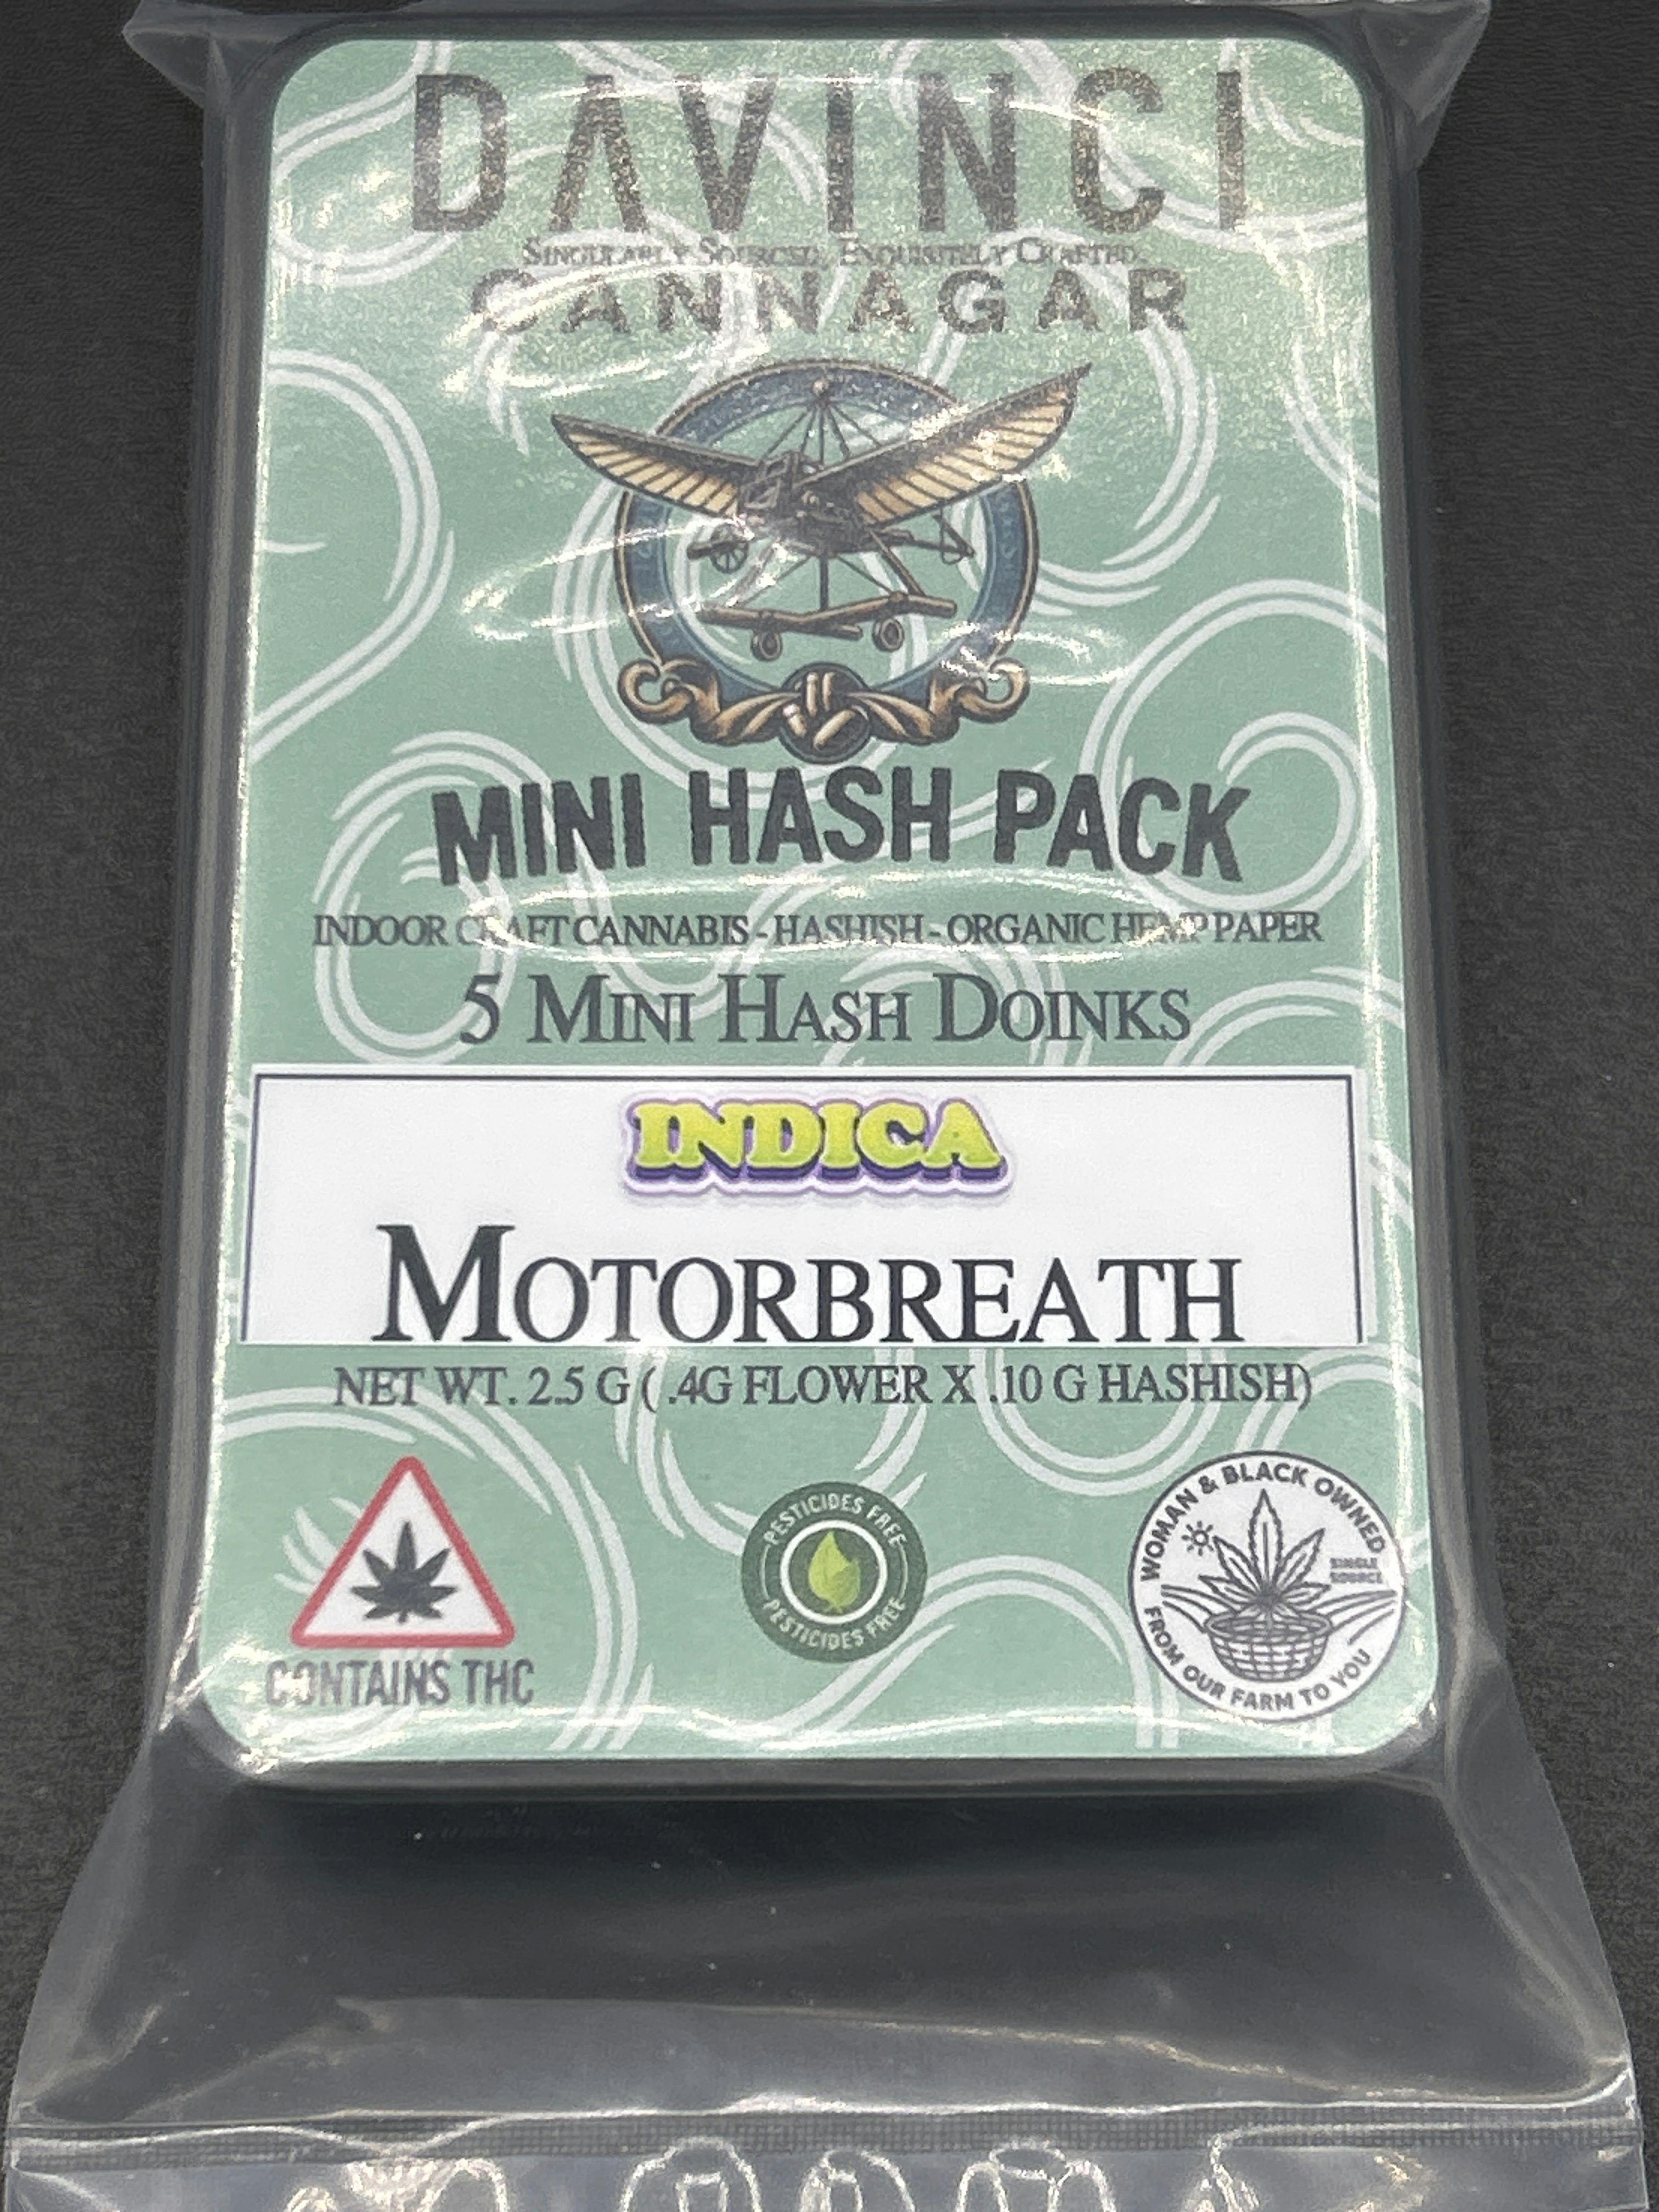 DAVINCI
SINGULARLY SOURCED, EXQUISITELY CRAFTED.
CANNAGAR
MINI HASH PACK
INDOOR CRAFT CANNABIS - HASHISH - ORGANIC HEMP PAPER
5 MINI HASH DOINKS
INDICA
MOTORBREATH
NET WT. 2.5 G ( .4G FLOWER X .10 G HASHISH)
CONTAINS THC
PESTICIDES FREE
PESTICIDES FREE
WOMAN & BLACK OWNED
SINGLE
SOURCE
FROM OUR FARM TO YOU